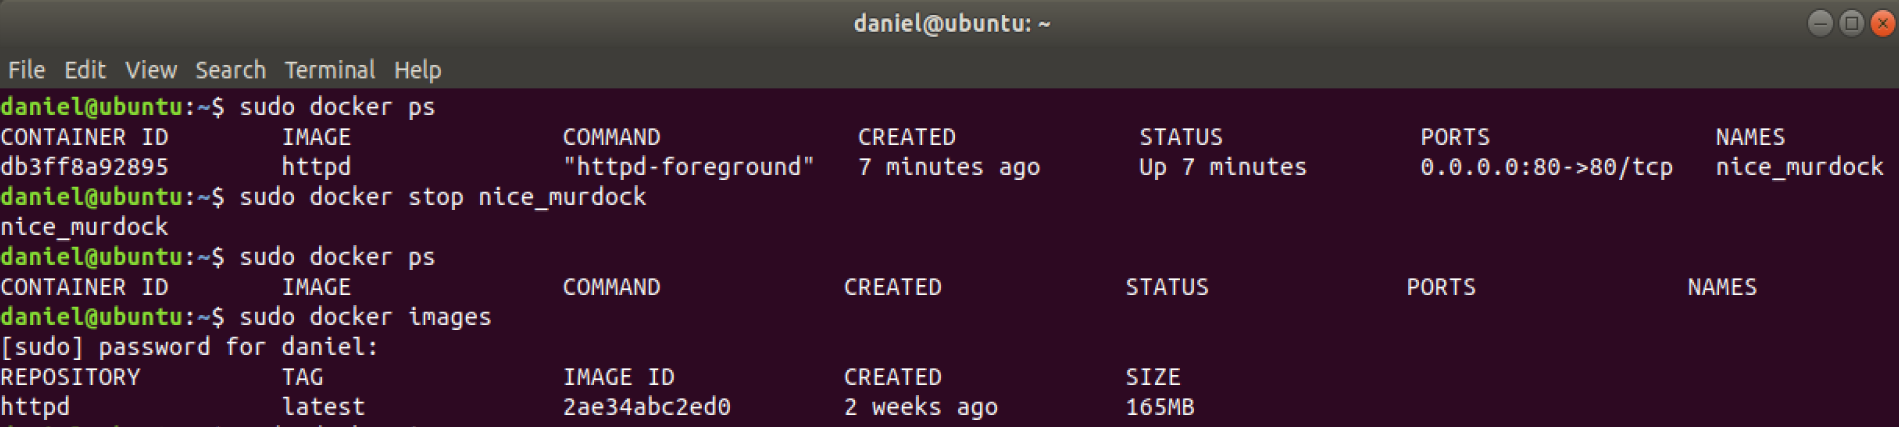 daniel@ubuntu: ~
File Edit View Search Terminal Help
daniel@ubuntu:~$ sudo docker ps
CONTAINER ID        IMAGE               COMMAND              CREATED             STATUS              PORTS                NAMES
db3ff8a92895        httpd               "httpd-foreground"   7 minutes ago       Up 7 minutes        0.0.0.0:80->80/tcp   nice_murdock
daniel@ubuntu:~$ sudo docker stop nice_murdock
nice_murdock
daniel@ubuntu:~$ sudo docker ps
CONTAINER ID        IMAGE               COMMAND             CREATED             STATUS              PORTS               NAMES
daniel@ubuntu:~$ sudo docker images
[sudo] password for daniel:
REPOSITORY          TAG                 IMAGE ID            CREATED             SIZE
httpd               latest              2ae34abc2ed0        2 weeks ago         165MB